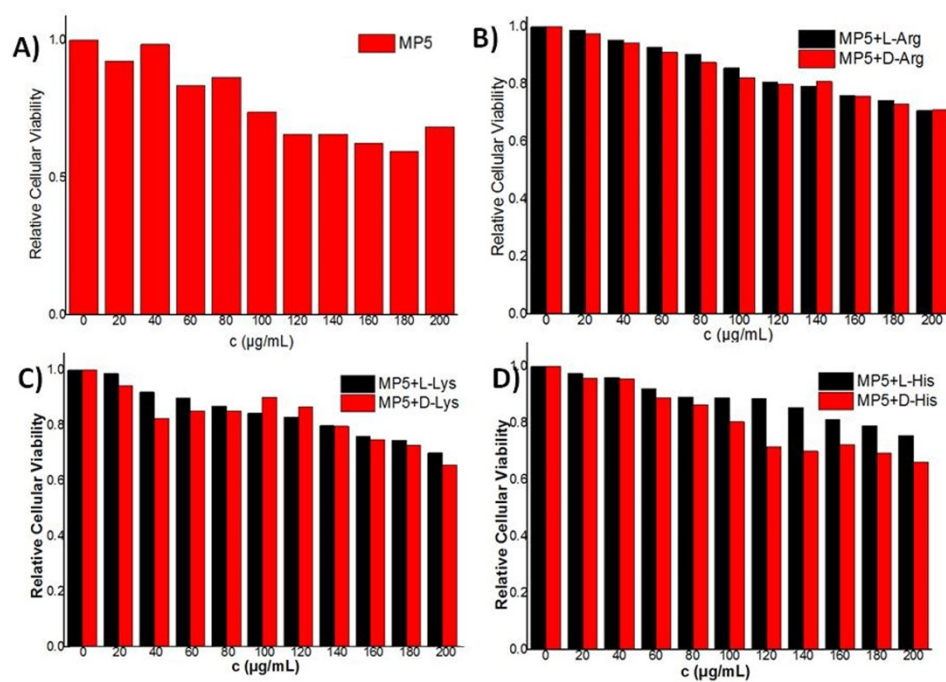 A)
MP5
Relative Cellular Viability
1.0
0.5
0.0
0 20 40 60 80 100 120 140 160 180 200
c (µg/mL)
B)
MP5+L-Arg
MP5+D-Arg
Relative Cellular Viability
1.0
0.8
0.6
0.4
0.2
0.0
0 20 40 60 80 100 120 140 160 180 200
c (µg/mL)
C)
MP5+L-Lys
MP5+D-Lys
Relative Cellular Viability
1.0
0.8
0.6
0.4
0.2
0.0
0 20 40 60 80 100 120 140 160 180 200
c (µg/mL)
D)
MP5+L-His
MP5+D-His
Relative Cellular Viability
1.0
0.8
0.6
0.4
0.2
0.0
0 20 40 60 80 100 120 140 160 180 200
c (µg/mL)